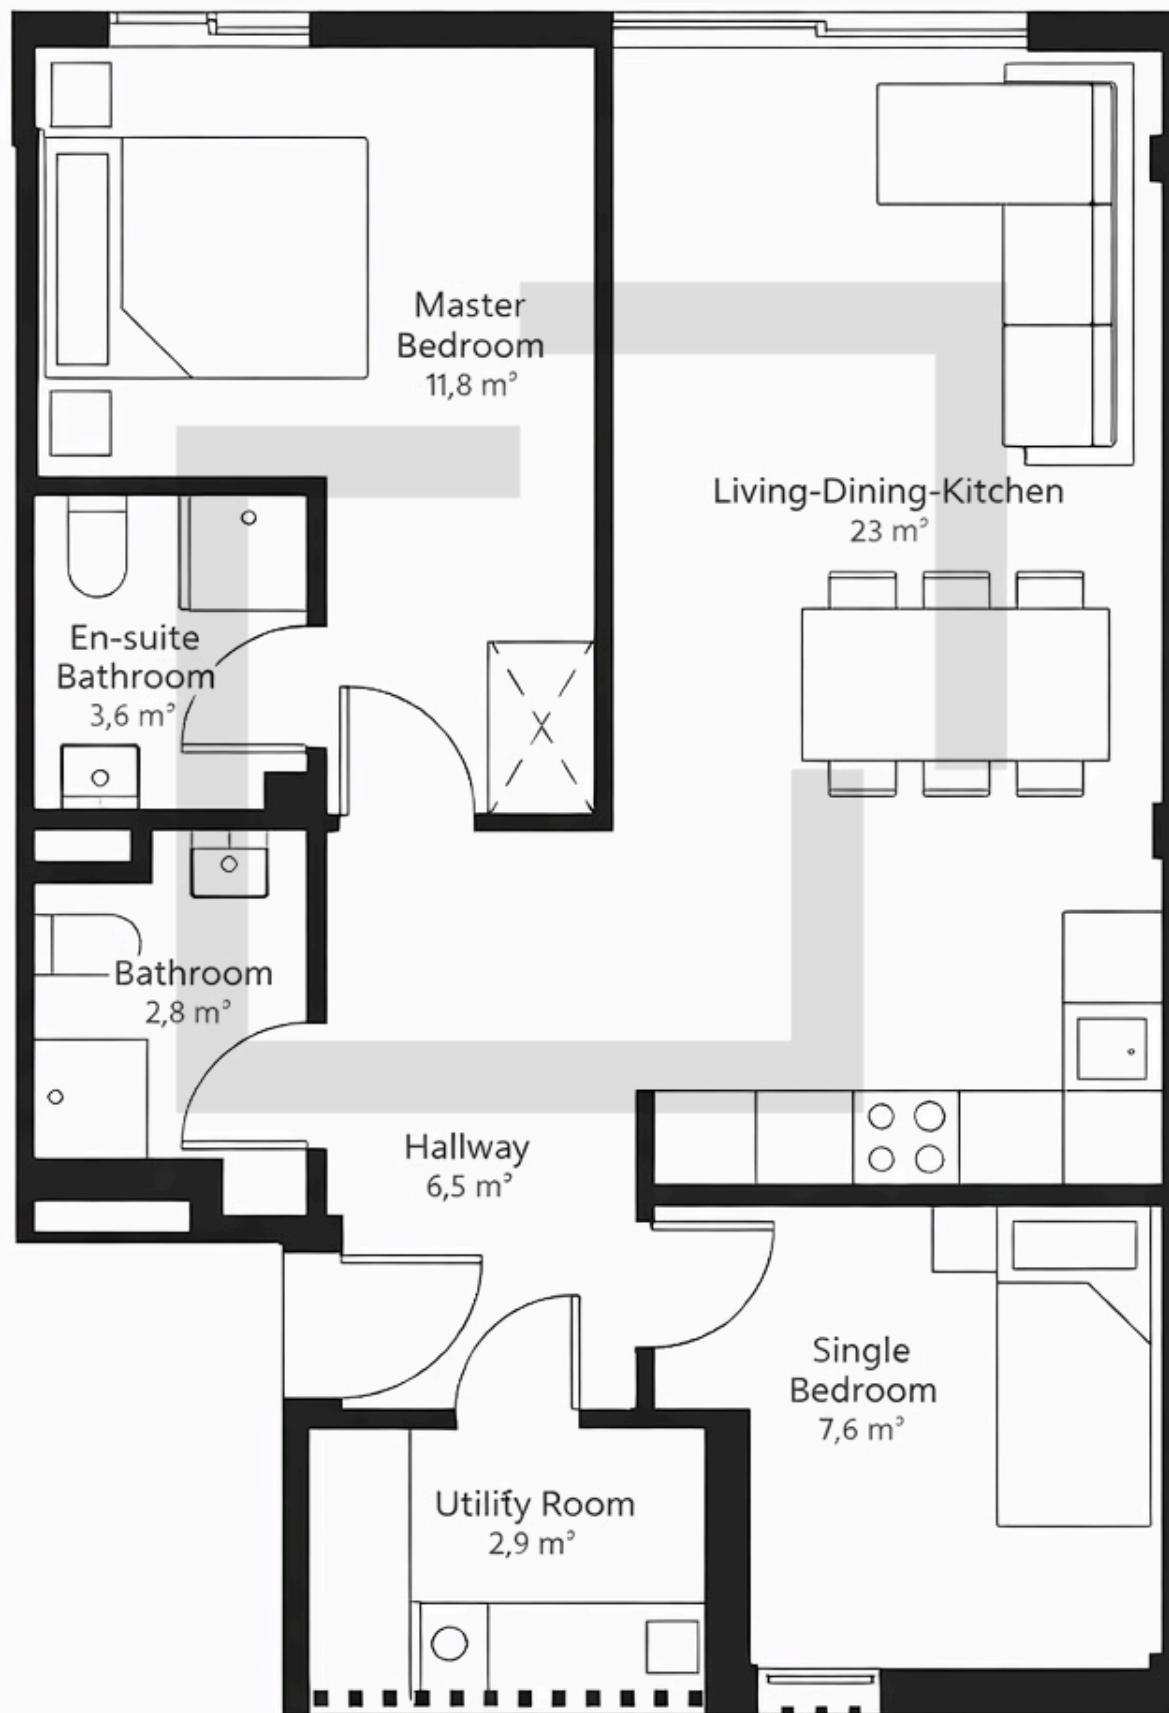 Master
Bedroom
11,8 m²
Living-Dining-Kitchen
23 m²
En-suite
Bathroom
3,6 m²
Bathroom
2,8 m²
Hallway
6,5 m²
Single
Bedroom
7,6 m²
Utility Room
2,9 m²